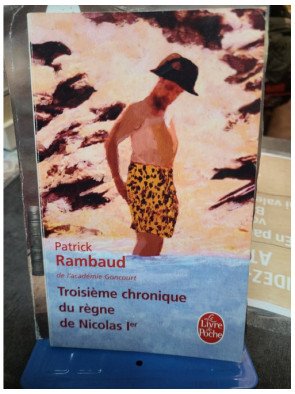 Patrick
Rambaud
de l'académie Goncourt
Troisième chronique
du règne
de Nicolas Ier
Le
Livre
de
Poche